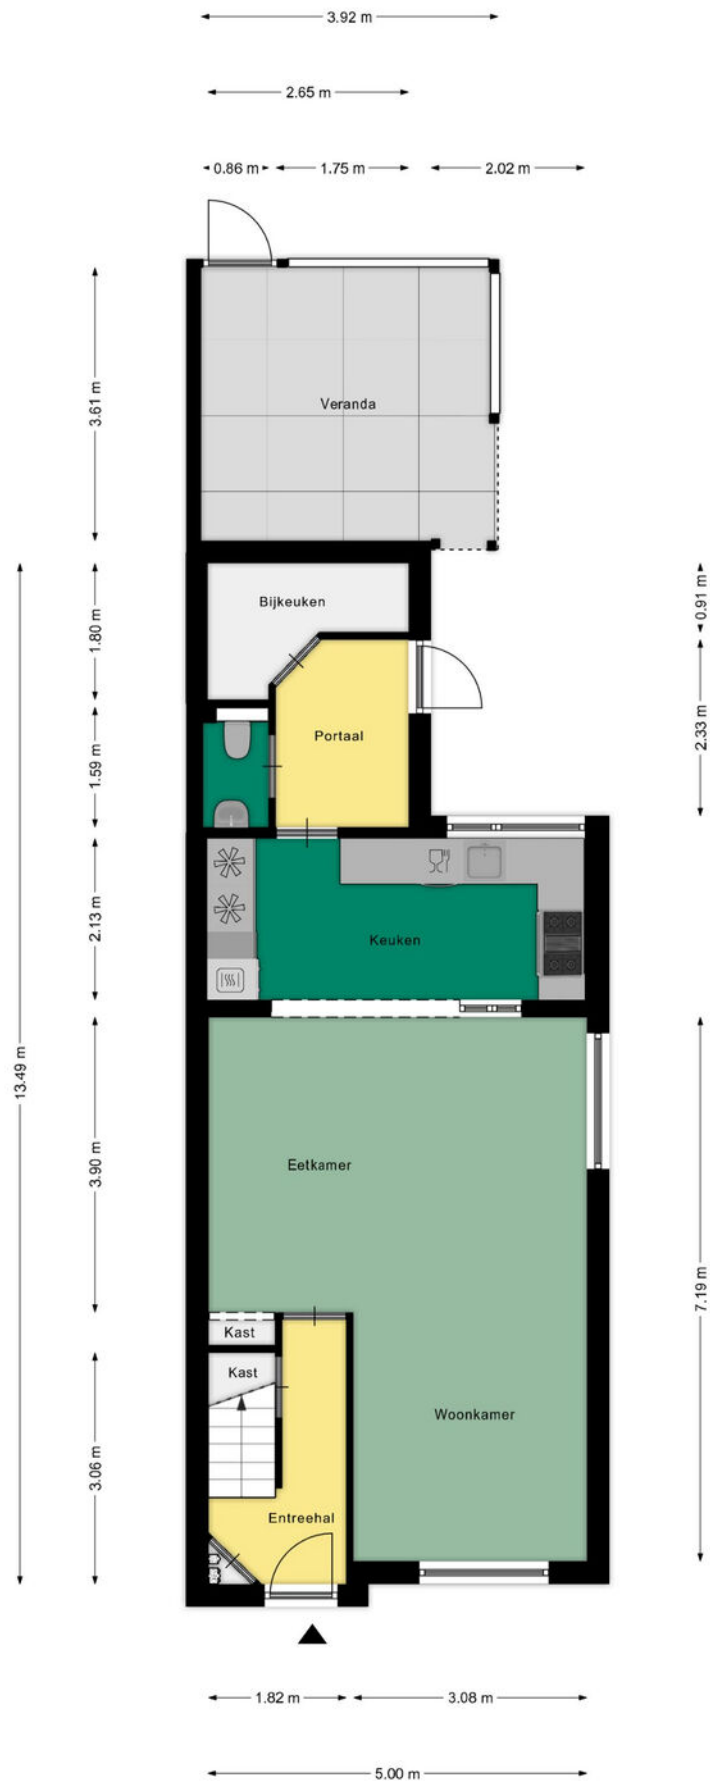 3.92 m
2.65 m
0.86 m
1.75 m
2.02 m
3.61 m
Veranda
13.49 m
1.80 m
Bijkeuken
0.91 m
1.59 m
Portaal
2.33 m
2.13 m
Keuken
3.90 m
Eetkamer
7.19 m
Kast
Kast
3.06 m
Woonkamer
Entreehal
1.82 m
3.08 m
5.00 m